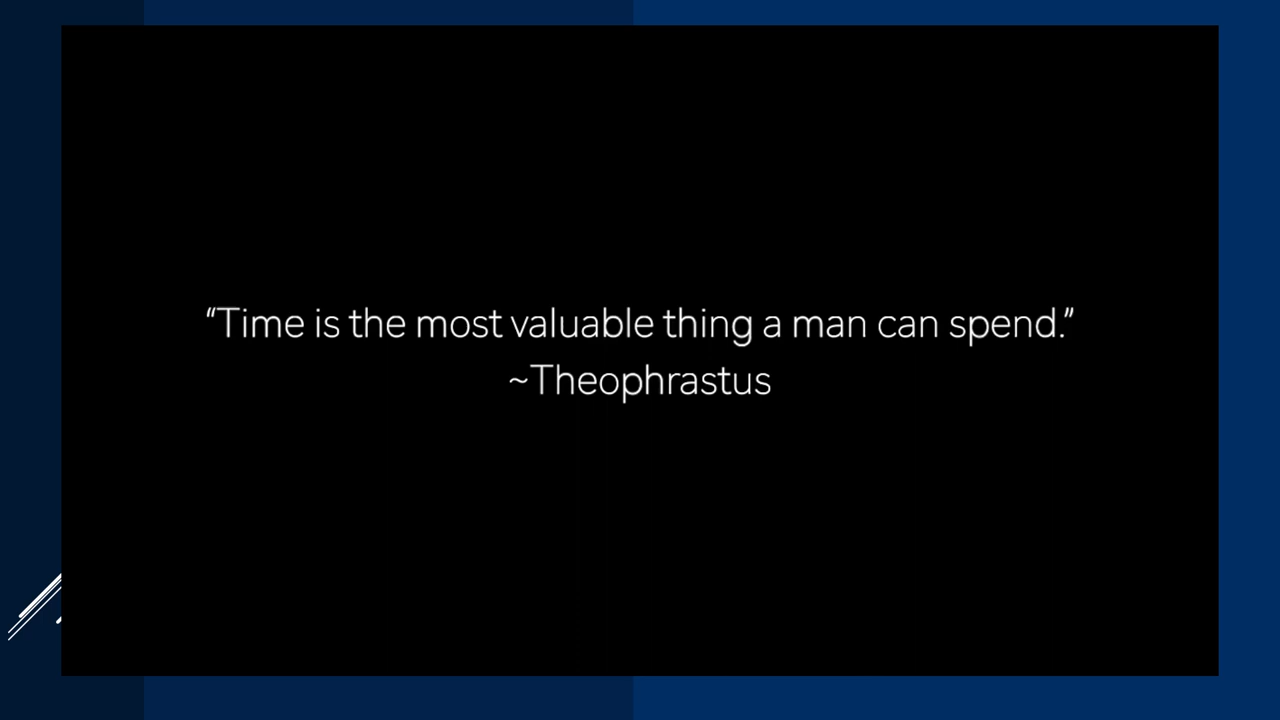 “Time is the most valuable thing a man can spend.”
~Theophrastus